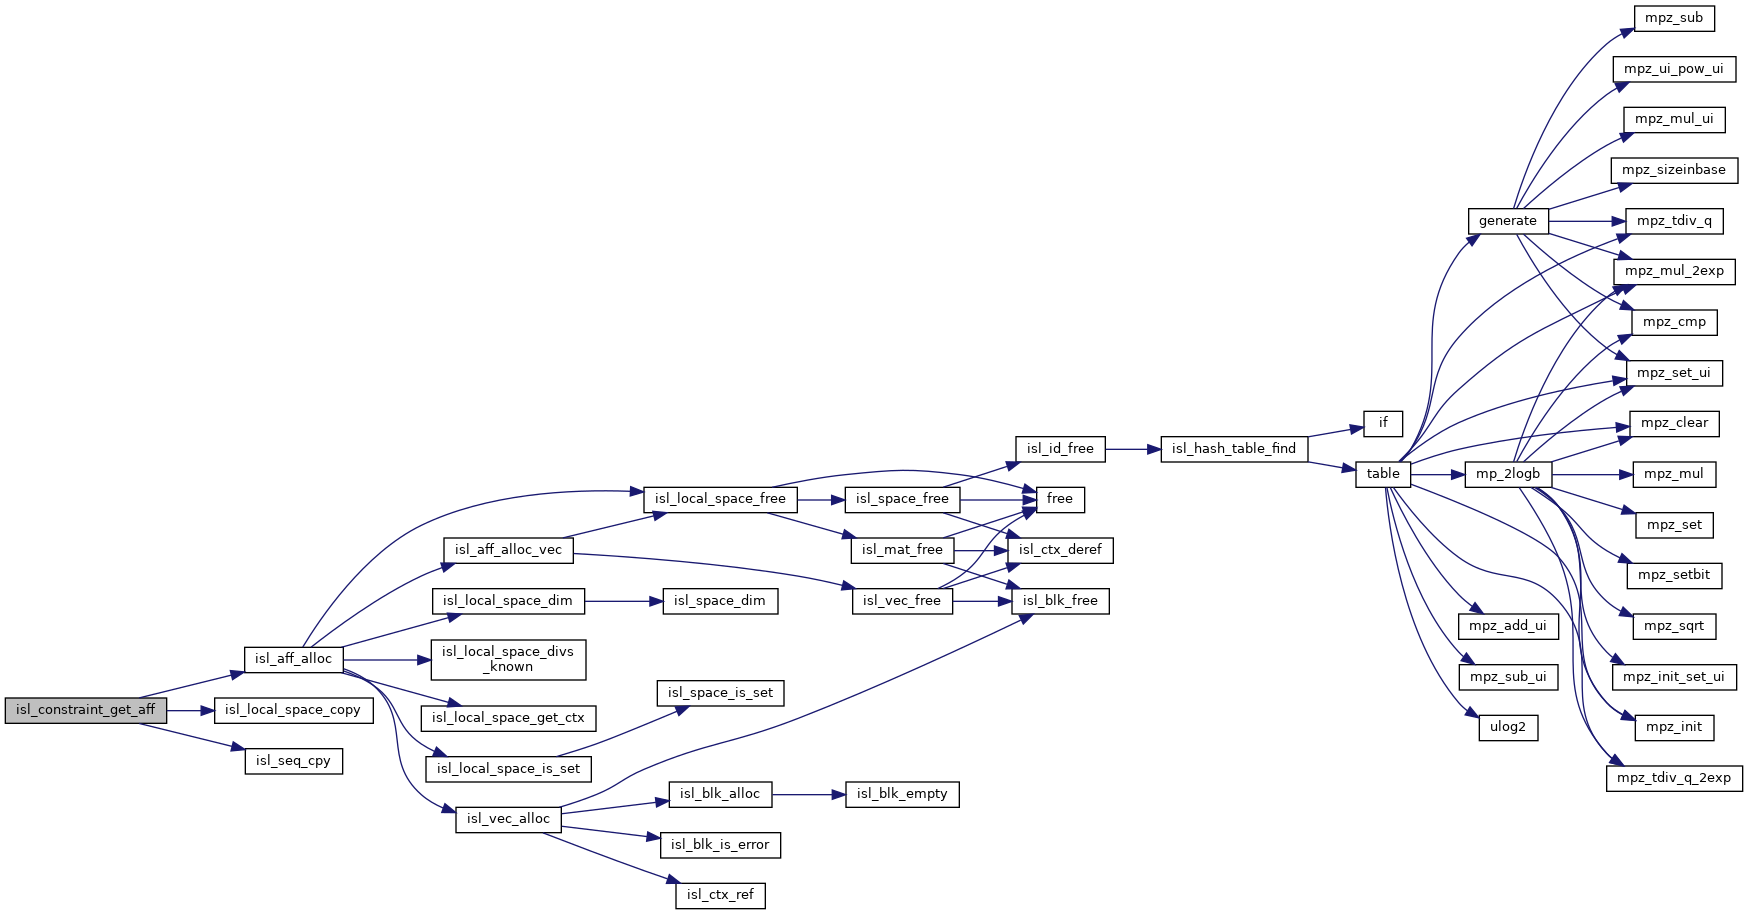 mpz_sub
mpz_ui_pow_ui
mpz_mul_ui
mpz_sizeinbase
generate
mpz_tdiv_q
mpz_mul_2exp
mpz_cmp
mpz_set_ui
if
mpz_clear
isl_id_free
isl_hash_table_find
table
mp_2logb
mpz_mul
isl_local_space_free
isl_space_free
free
mpz_set
isl_aff_alloc_vec
isl_mat_free
isl_ctx_deref
mpz_setbit
isl_local_space_dim
isl_space_dim
isl_vec_free
isl_blk_free
mpz_add_ui
mpz_sqrt
isl_aff_alloc
isl_local_space_divs
_known
mpz_sub_ui
mpz_init_set_ui
isl_space_is_set
isl_constraint_get_aff
isl_local_space_copy
isl_local_space_get_ctx
ulog2
mpz_init
isl_seq_cpy
isl_local_space_is_set
mpz_tdiv_q_2exp
isl_blk_alloc
isl_blk_empty
isl_vec_alloc
isl_blk_is_error
isl_ctx_ref